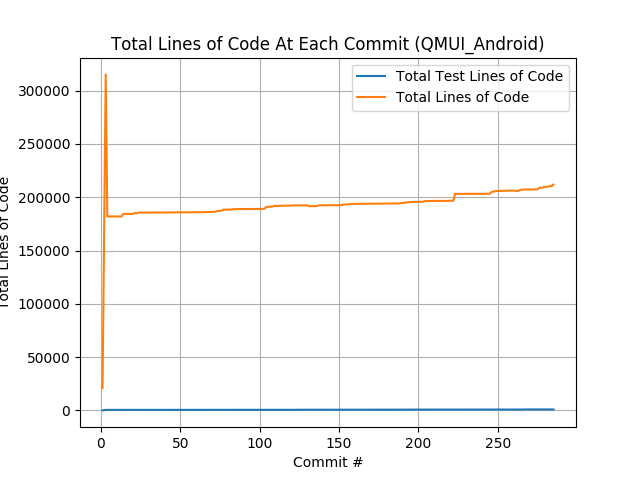 Total Lines of Code At Each Commit (QMUI_Android)
Total Test Lines of Code
Total Lines of Code
Total Lines of Code
300000
250000
200000
150000
100000
50000
0
0 50 100 150 200 250
Commit #